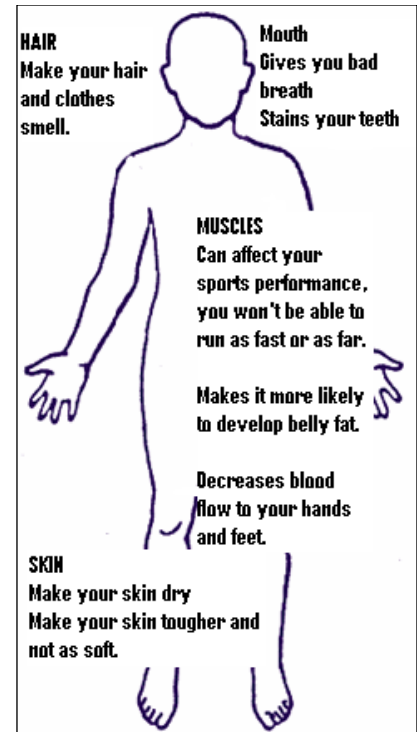 HAIR
Make your hair
and clothes
smell.
Mouth
Gives you bad
breath
Stains your teeth
MUSCLES
Can affect your
sports performance,
you won't be able to
run as fast or as far.
Makes it more likely
to develop belly fat.
Decreases blood
flow to your hands
and feet.
SKIN
Make your skin dry
Make your skin tougher and
not as soft.